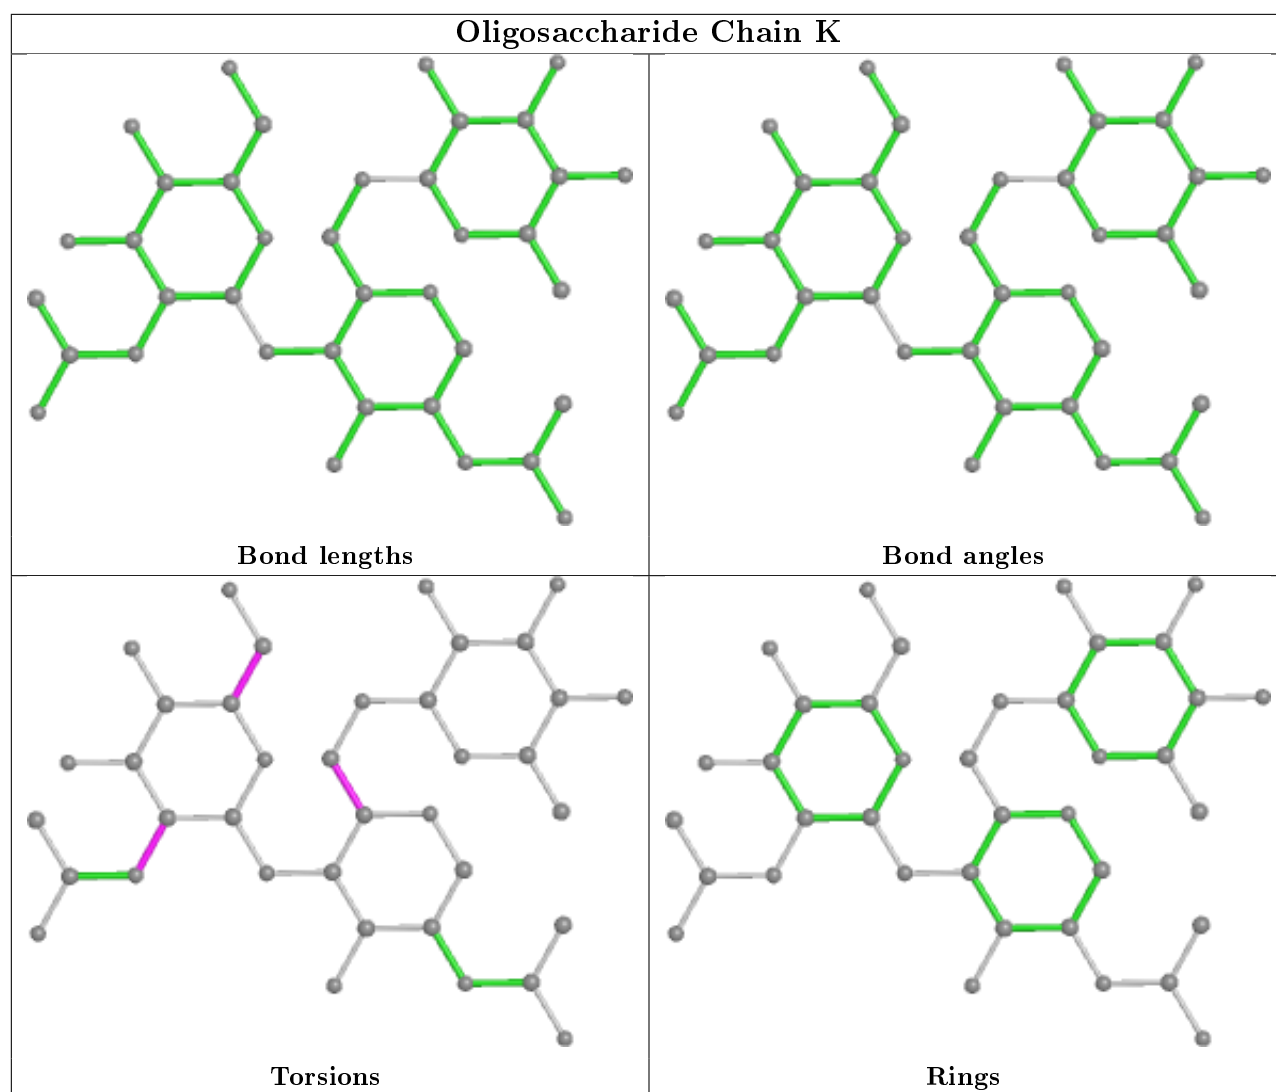 Oligosaccharide Chain K
Bond lengths
Bond angles
Torsions
Rings